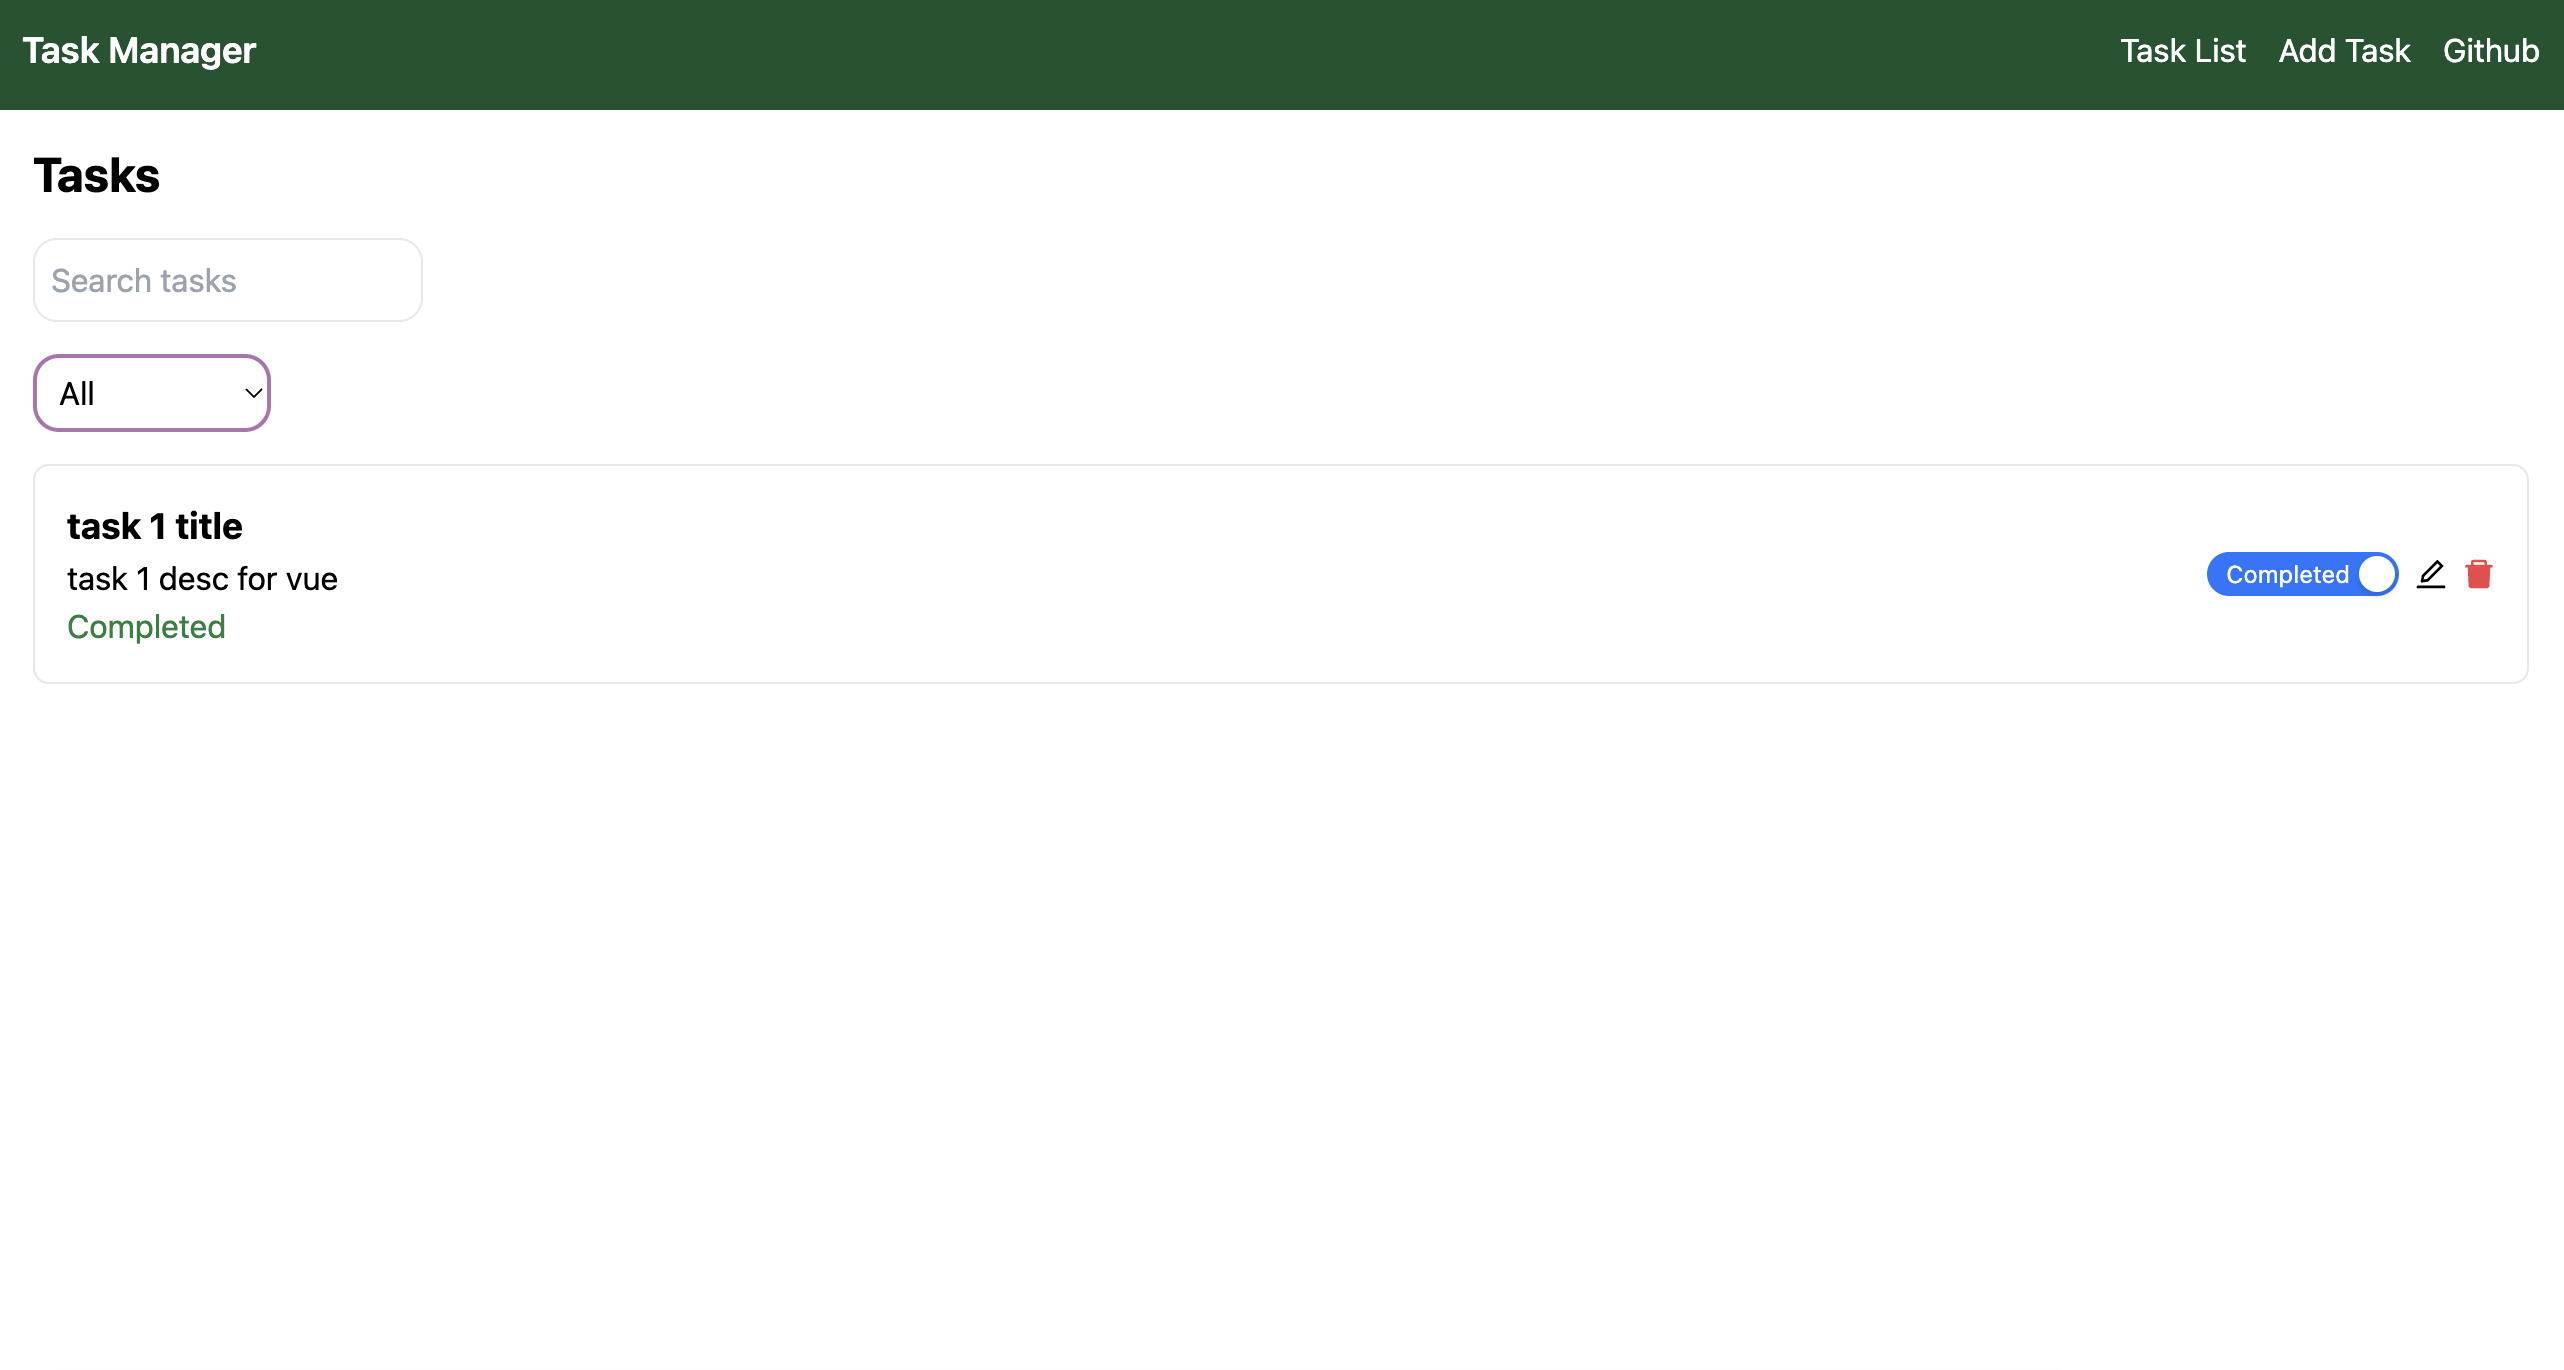 Task Manager
Task List
Add Task
Github
Tasks
Search tasks
All
task 1 title
task 1 desc for vue
Completed
Completed